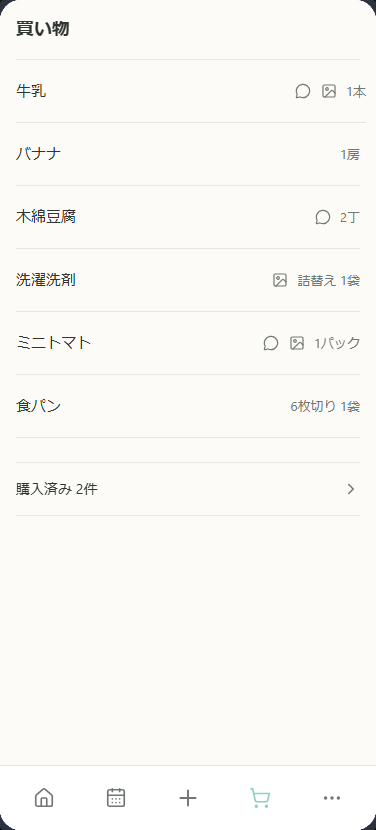 買い物
牛乳 1本
バナナ 1房
木綿豆腐 2丁
洗濯洗剤 詰替え 1袋
ミニトマト 1パック
食パン 6枚切り 1袋
購入済み 2件